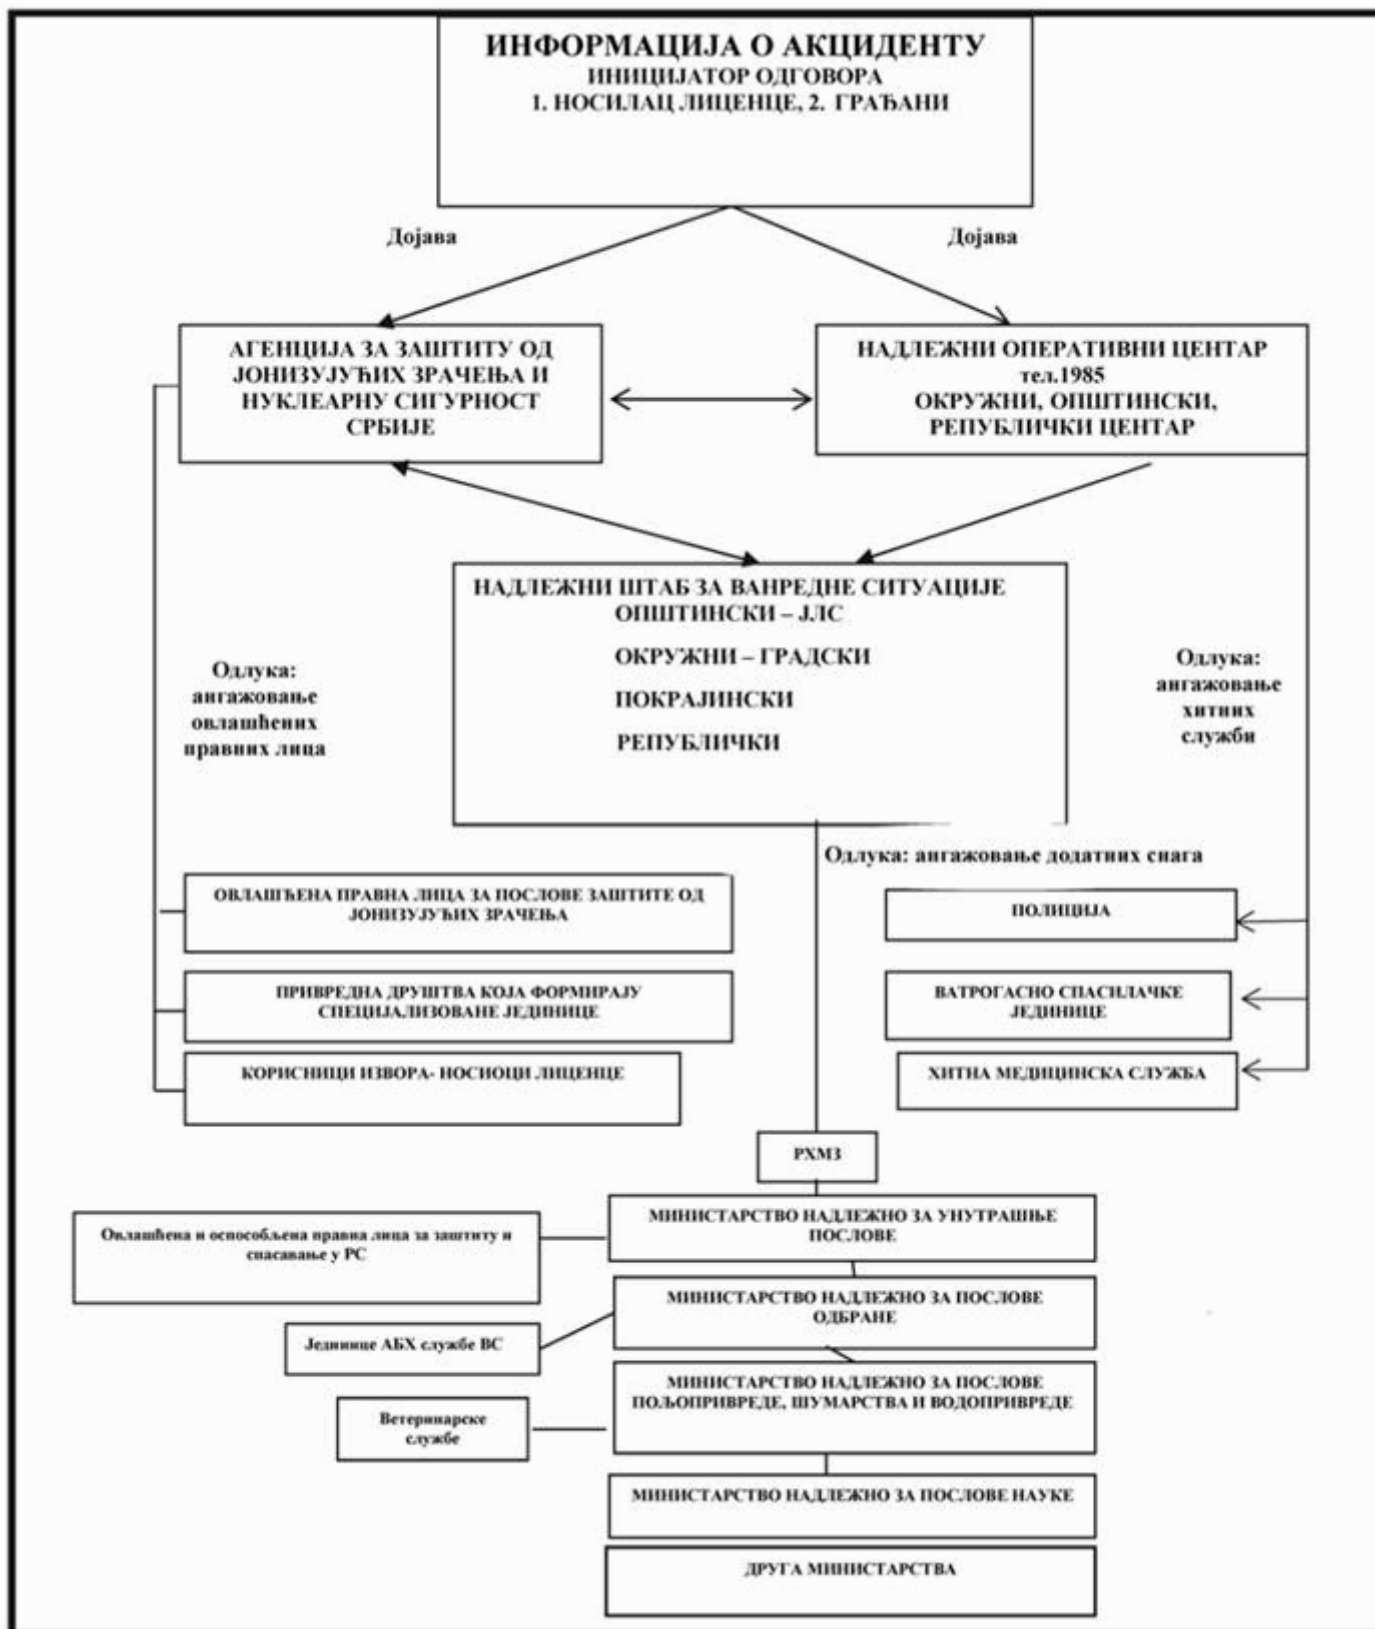 ИНФОРМАЦИЈА О АКЦИДЕНТУ
ИНИЦИЈАТОР ОДГОВОРА
1. НОСИЛАЦ ЛИЦЕНЦЕ, 2. ГРАЂАНИ
Дојава
Дојава
АГЕНЦИЈА ЗА ЗАШТИТУ ОД
ЈОНИЗУЈУЋИХ ЗРАЧЕЊА И
НУКЛЕАРНУ СИГУРНОСТ
СРБИЈЕ
НАДЛЕЖНИ ОПЕРАТИВНИ ЦЕНТАР
тел.1985
ОКРУЖНИ, ОПШТИНСКИ,
РЕПУБЛИЧКИ ЦЕНТАР
НАДЛЕЖНИ ШТАБ ЗА ВАНРЕДНЕ СИТУАЦИЈЕ
ОПШТИНСКИ – ЈЛС
ОКРУЖНИ – ГРАДСКИ
ПОКРАЈИНСКИ
РЕПУБЛИЧКИ
Одлука:
ангажовање
овлашћених
правних лица
Одлука:
ангажовање
хитних
служби
Одлука: ангажовање додатних снага
ОВЛАШЋЕНА ПРАВНА ЛИЦА ЗА ПОСЛОВЕ ЗАШТИТЕ ОД
ЈОНИЗУЈУЋИХ ЗРАЧЕЊА
ПРИВРЕДНА ДРУШТВА КОЈА ФОРМИРАЈУ
СПЕЦИЈАЛИЗОВАНЕ ЈЕДИНИЦЕ
КОРИСНИЦИ ИЗВОРА- НОСИОЦИ ЛИЦЕНЦЕ
ПОЛИЦИЈА
ВАТРОГАСНО СПАСИЛАЧКЕ
ЈЕДИНИЦЕ
ХИТНА МЕДИЦИНСКА СЛУЖБА
РХМЗ
МИНИСТАРСТВО НАДЛЕЖНО ЗА УНУТРАШЊЕ
ПОСЛОВЕ
Овлашћена и оспособљена правна лица за заштиту и
спасавање у РС
МИНИСТАРСТВО НАДЛЕЖНО ЗА ПОСЛОВЕ
ОДБРАНЕ
Јединице АБХ службе ВС
МИНИСТАРСТВО НАДЛЕЖНО ЗА ПОСЛОВЕ
ПОЉОПРИВРЕДЕ, ШУМАРСТВА И ВОДОПРИВРЕДЕ
Ветеринарске
службе
МИНИСТАРСТВО НАДЛЕЖНО ЗА ПОСЛОВЕ НАУКЕ
ДРУГА МИНИСТАРСТВА